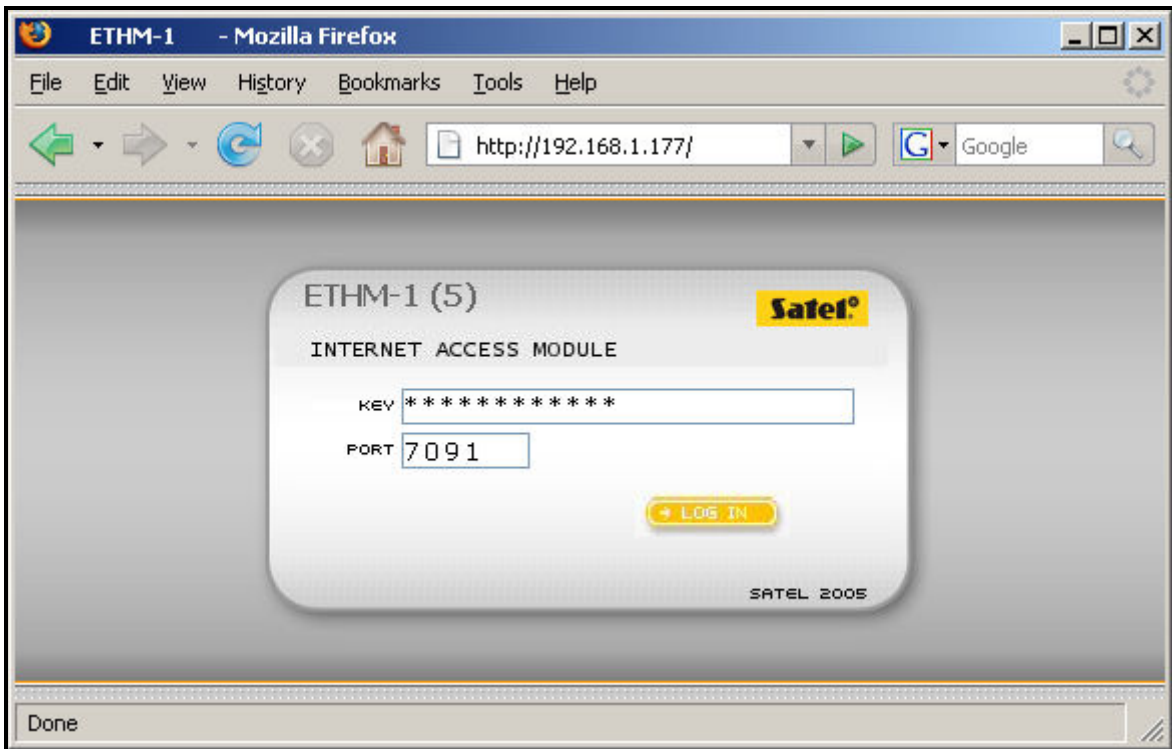 ETHM-1 - Mozilla Firefox
File Edit View History Bookmarks Tools Help
http://192.168.1.177/ G Google
ETHM-1 (5)
Satel®
INTERNET ACCESS MODULE
KEY ************
PORT 7091
LOG IN
SATEL 2005
Done